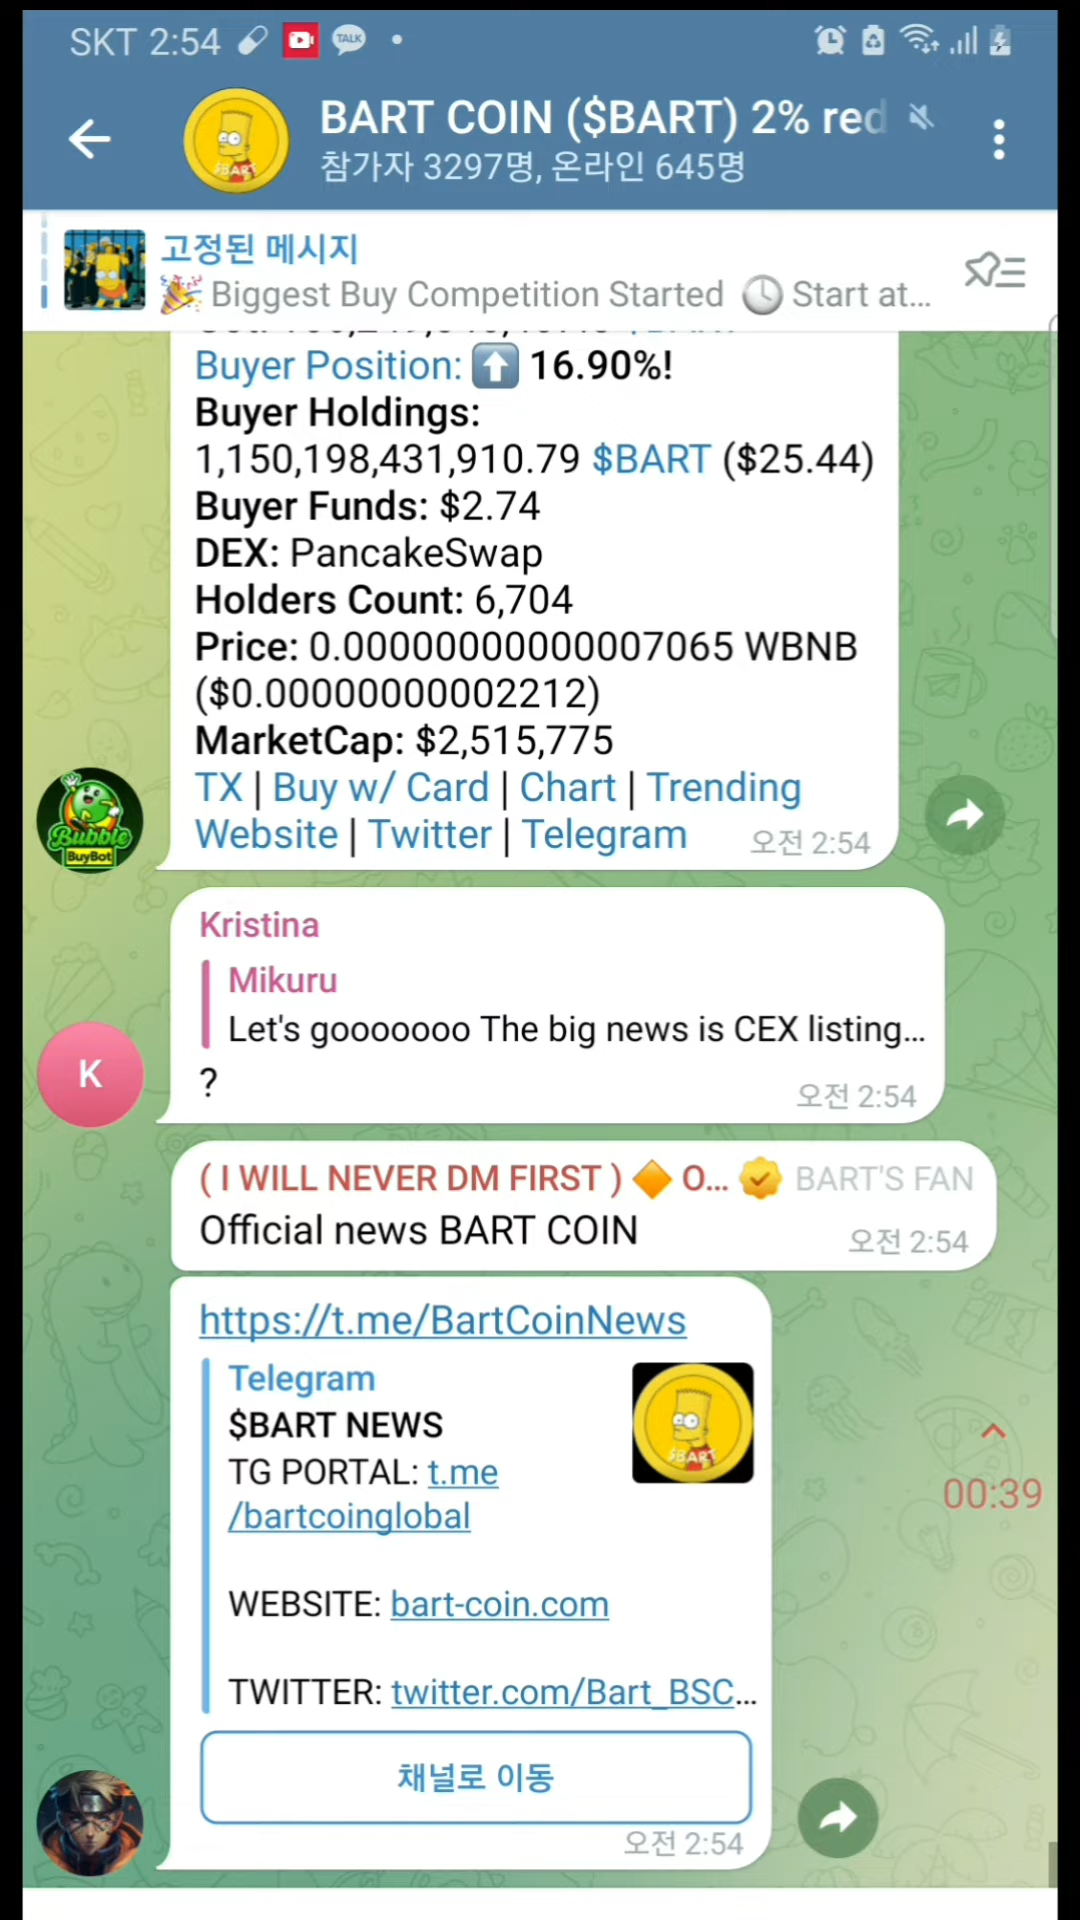 SKT 2:54
TALK
BART COIN ($BART) 2% red
참가자 3297명, 온라인 645명
$BART
고정된 메시지
Biggest Buy Competition Started Start at...
Buyer Position: 16.90%!
Buyer Holdings:
1,150,198,431,910.79 $BART ($25.44)
Buyer Funds: $2.74
DEX: PancakeSwap
Holders Count: 6,704
Price: 0.00000000000007065 WBNB
($0.00000000002212)
MarketCap: $2,515,775
TX | Buy w/ Card | Chart | Trending
Website | Twitter | Telegram
오전 2:54
Bubble
BuyBot
Kristina
Mikuru
Let's gooooooo The big news is CEX listing...
?
오전 2:54
K
( I WILL NEVER DM FIRST ) O... BART'S FAN
Official news BART COIN
오전 2:54
https://t.me/BartCoinNews
Telegram
$BART NEWS
TG PORTAL: t.me
/bartcoinglobal
$BART
WEBSITE: bart-coin.com
TWITTER: twitter.com/Bart_BSC...
00:39
채널로 이동
오전 2:54